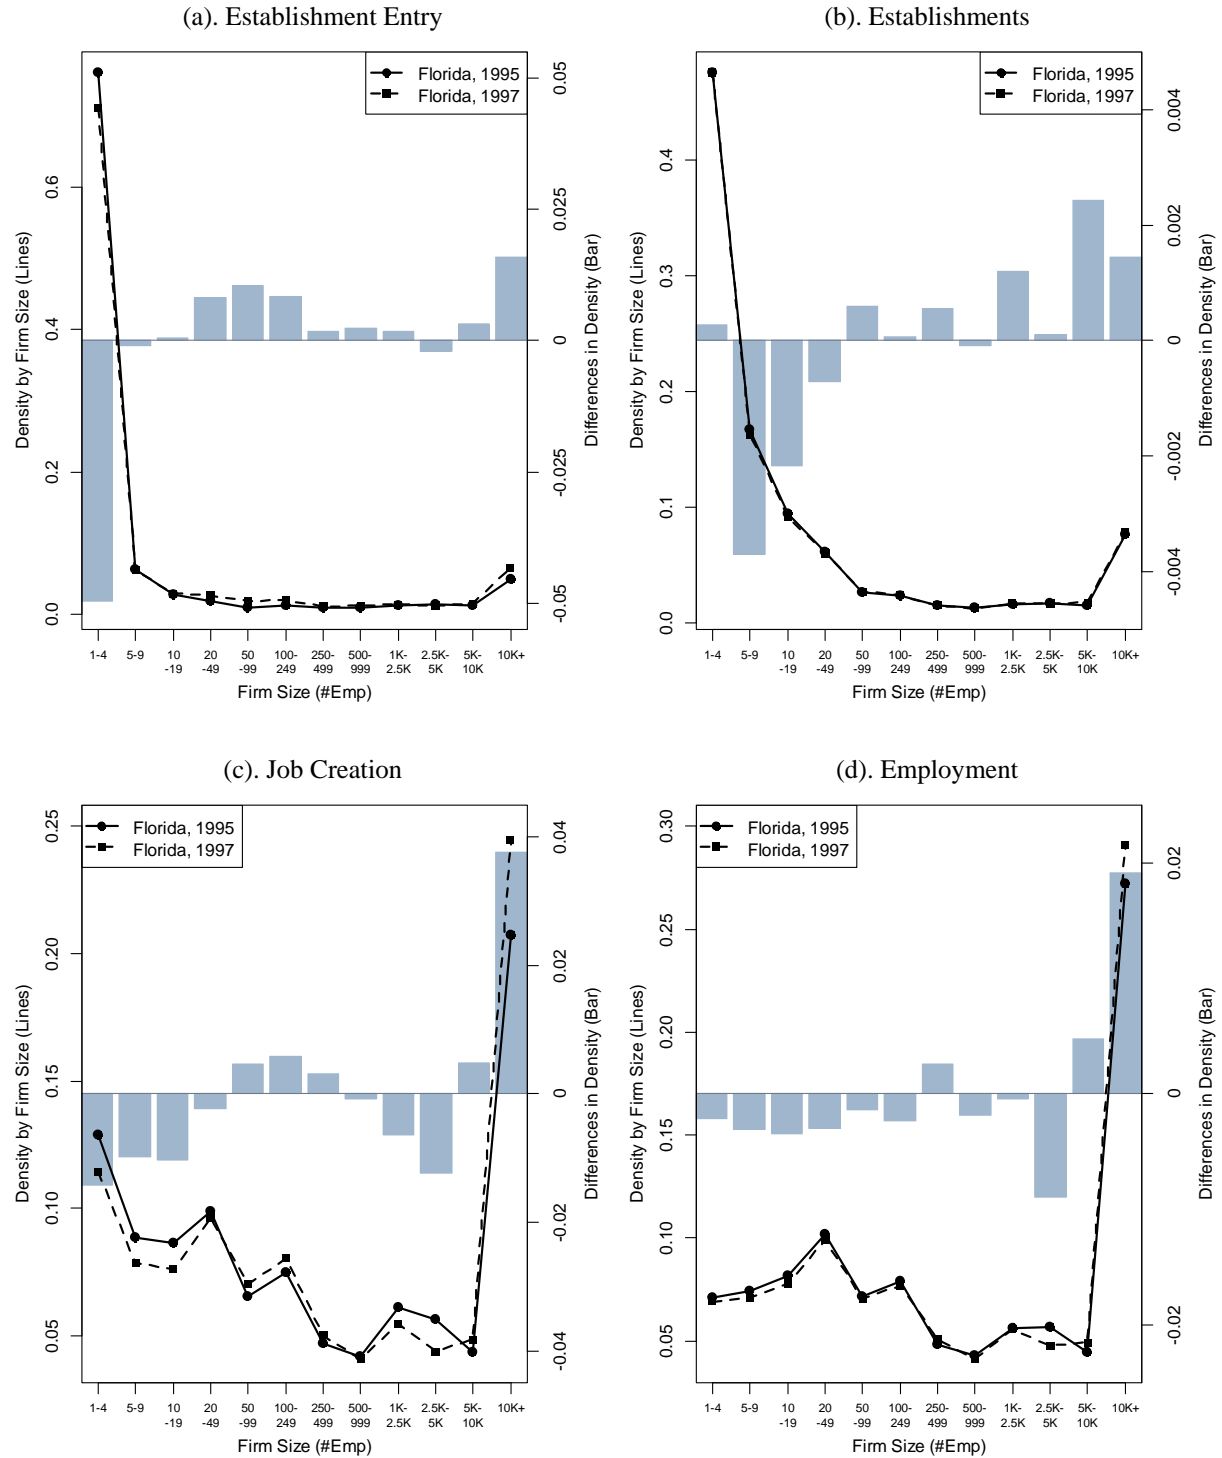 (a). Establishment Entry
Density by Firm Size (Lines)
0.0
0.2
0.4
0.6
Florida, 1995
Florida, 1997
0.05
0.025
0
-0.025
-0.05
Differences in Density (Bar)
1-4
5-9
10
-19
20
-49
50
-99
100-
249
250-
499
500-
999
1K-
2.5K
2.5K-
5K
5K-
10K
10K+
Firm Size (#Emp)
(b). Establishments
Density by Firm Size (Lines)
0.0
0.1
0.2
0.3
0.4
Florida, 1995
Florida, 1997
0.004
0.002
0
-0.002
-0.004
Differences in Density (Bar)
1-4
5-9
10
-19
20
-49
50
-99
100-
249
250-
499
500-
999
1K-
2.5K
2.5K-
5K
5K-
10K
10K+
Firm Size (#Emp)
(c). Job Creation
Density by Firm Size (Lines)
0.05
0.10
0.15
0.20
0.25
Florida, 1995
Florida, 1997
0.04
0.02
0
-0.02
-0.04
Differences in Density (Bar)
1-4
5-9
10
-19
20
-49
50
-99
100-
249
250-
499
500-
999
1K-
2.5K
2.5K-
5K
5K-
10K
10K+
Firm Size (#Emp)
(d). Employment
Density by Firm Size (Lines)
0.05
0.10
0.15
0.20
0.25
0.30
Florida, 1995
Florida, 1997
0.02
0
-0.02
Differences in Density (Bar)
1-4
5-9
10
-19
20
-49
50
-99
100-
249
250-
499
500-
999
1K-
2.5K
2.5K-
5K
5K-
10K
10K+
Firm Size (#Emp)